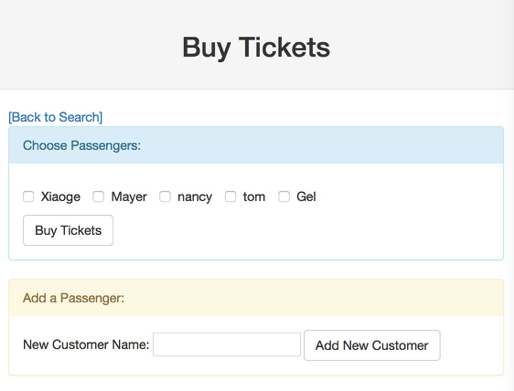 Buy Tickets
[Back to Search]
Choose Passengers:
Xiaoge Mayer nancy tom Gel
Buy Tickets
Add a Passenger:
New Customer Name: Add New Customer